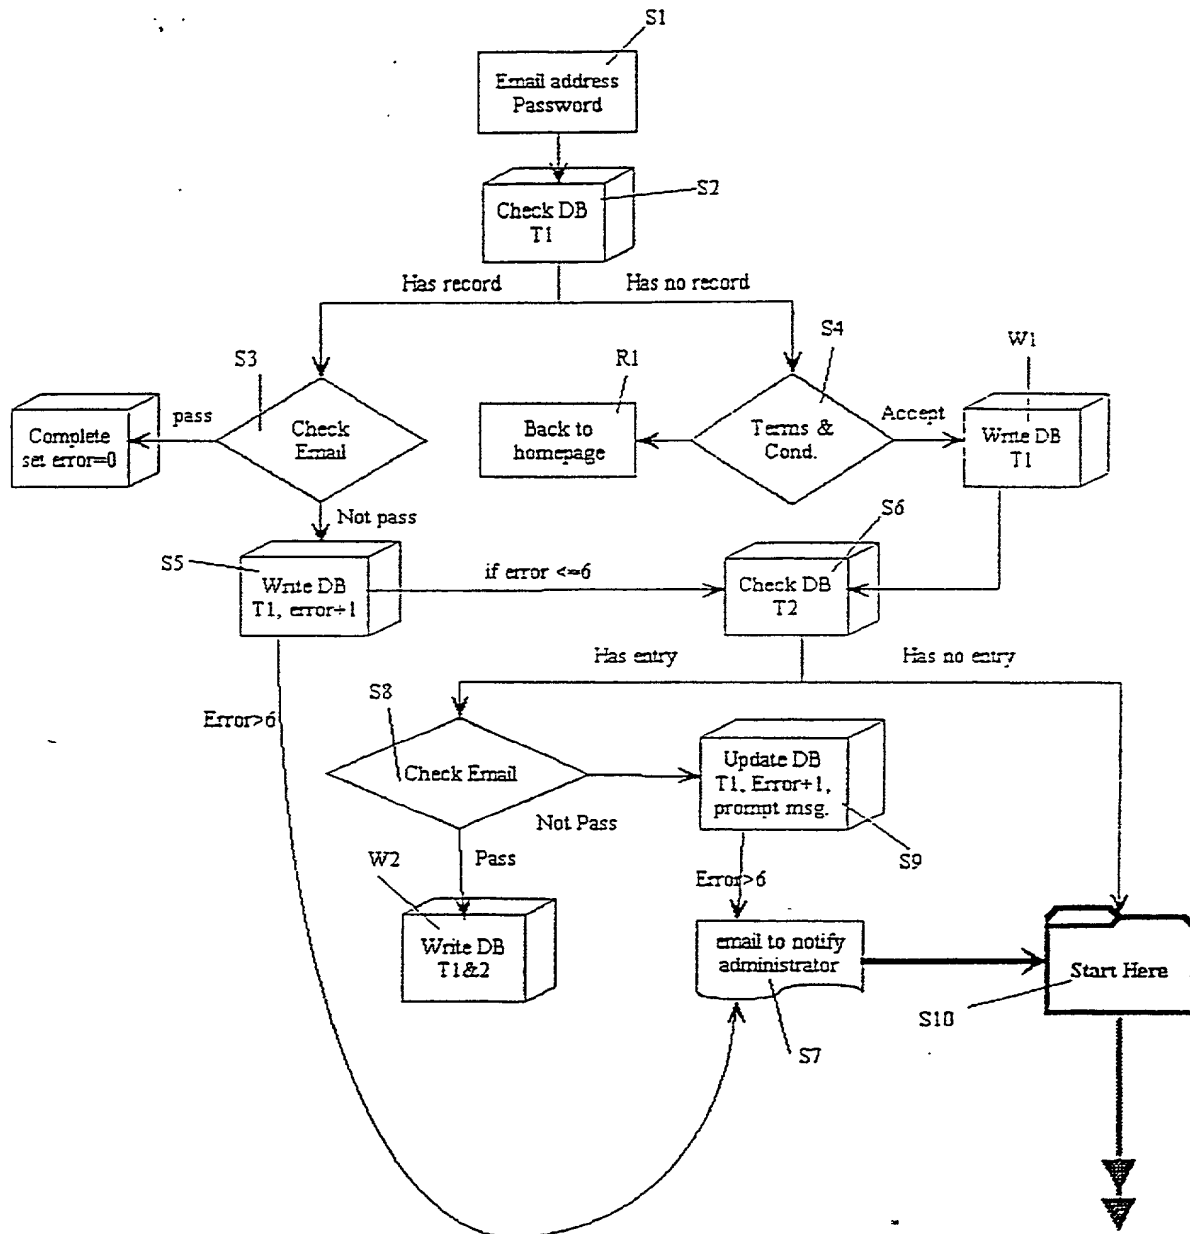 S1
Email address
Password
S2
Check DB
T1
Has record
Has no record
S3
R1
S4
W1
pass
Complete
set error=0
Check
Email
Back to
homepage
Terms &
Cond.
Accept
Write DB
T1
Not pass
S5
Write DB
T1, error+1
if error <=6
S6
Check DB
T2
Has entry
Has no entry
Error>6
S8
Check Email
Not Pass
Update DB
T1, Error+1,
prompt msg.
S9
Pass
W2
Write DB
T1&2
Error>6
email to notify
administrator
S7
Start Here
S10